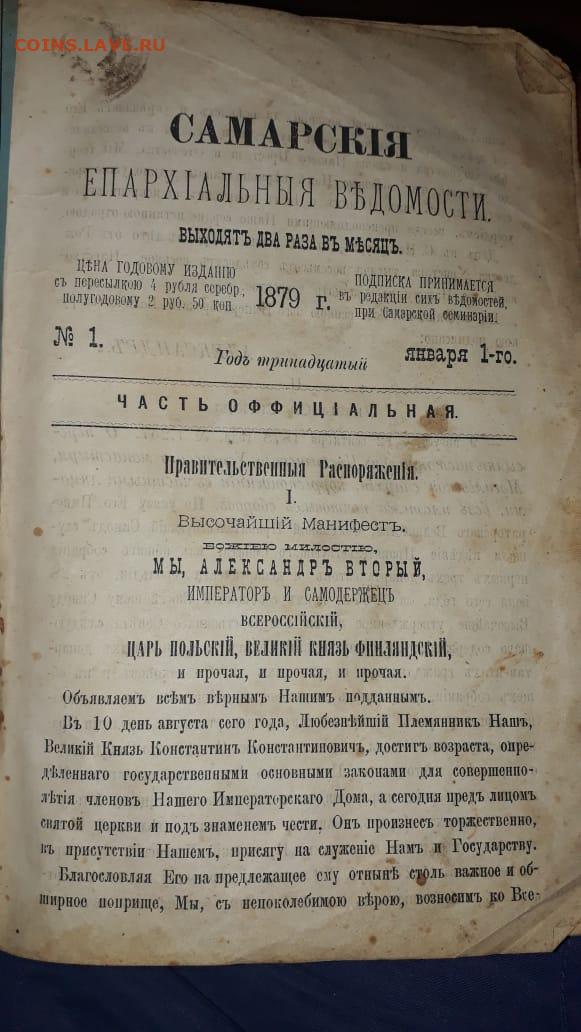 COINS.LAVE.RU
САМАРСКІЯ
ЕПАРХІАЛЬНЫЯ ВѢДОМОСТИ.
ВЫХОДЯТЪ ДВА РАЗА ВЪ МѢСЯЦЪ.
ЦѢНА ГОДОВОМУ ИЗДАНІЮ
съ пересылкою 4 рубля серебр.,
полугодовому 2 руб. 50 коп
1879 г.
ПОДПИСКА ПРИНИМАЕТСЯ
въ редакціи сихъ вѣдомостей,
при Самарской семинаріи.
№ 1.
Годъ тринадцатый
января 1-го.
ЧАСТЬ ОФФИЦІАЛЬНАЯ.
Правительственныя Распоряженія.
I.
Высочайшій Манифестъ.
БОЖІЕЮ МИЛОСТІЮ,
МЫ, АЛЕКСАНДРЪ ВТОРЫЙ,
ИМПЕРАТОРЪ И САМОДЕРЖЕЦЪ
ВСЕРОССІЙСКІЙ,
ЦАРЬ ПОЛЬСКІЙ, ВЕЛИКІЙ КНЯЗЬ ФИНЛЯНДСКІЙ,
и прочая, и прочая, и прочая.
Объявляемъ всѣмъ вѣрнымъ Нашимъ подданнымъ.
Въ 10 день августа сего года, Любезнѣйшій Племянникъ Нашъ,
Великій Князь Константинъ Константиновичъ, достигъ возраста, опре-
дѣленнаго государственными основными законами для совершенно-
лѣтія членовъ Нашего Императорскаго Дома, а сегодня предъ лицомъ
святой церкви и подъ знаменемъ чести. Онъ произнесъ торжественно,
въ присутствіи Нашемъ, присягу на служеніе Намъ и Государству.
Благословляя Его на предлежащее ему отнынѣ столь важное и об-
ширное поприще, Мы, съ непоколебимою вѣрою, возносимъ ко Все-